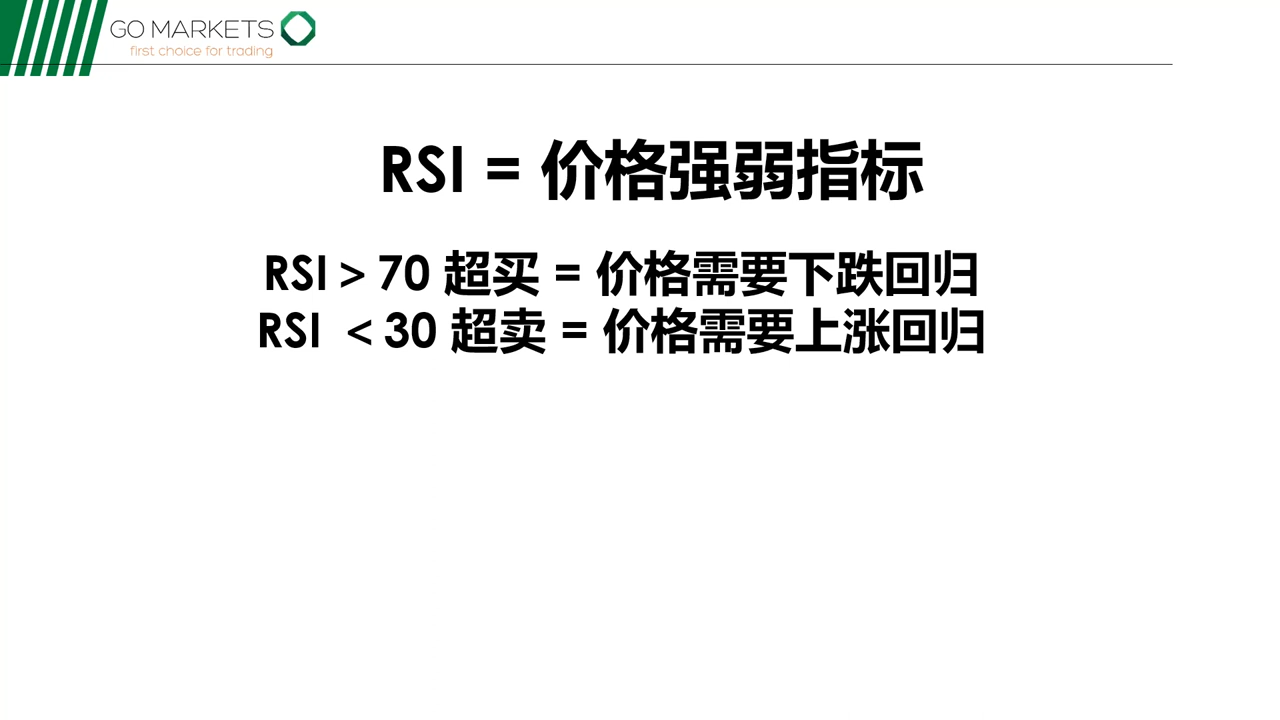 GO MARKETS
first choice for trading
RSI = 价格强弱指标
RSI > 70 超买 = 价格需要下跌回归
RSI < 30 超卖 = 价格需要上涨回归